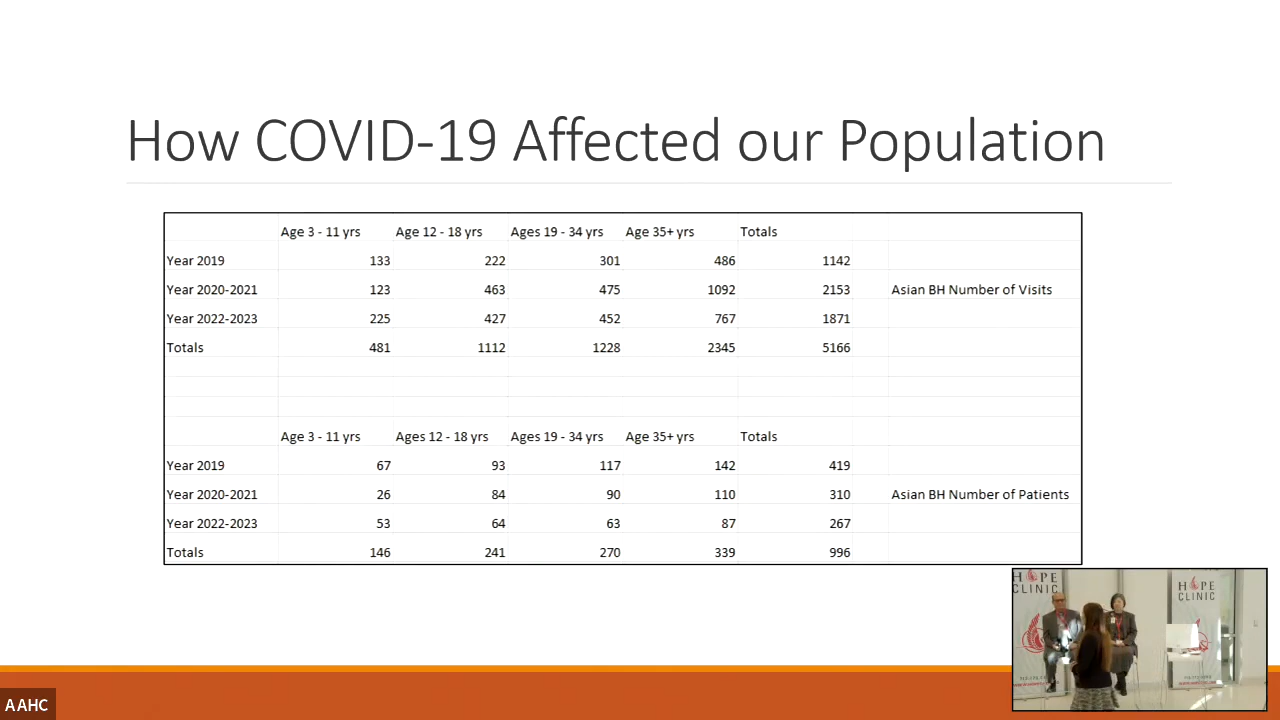 How COVID-19 Affected our Population
Age 3 - 11 yrs Age 12 - 18 yrs Ages 19 - 34 yrs Age 35+ yrs Totals
Year 2019 133 222 301 486 1142
Year 2020-2021 123 463 475 1092 2153 Asian BH Number of Visits
Year 2022-2023 225 427 452 767 1871
Totals 481 1112 1228 2345 5166
Age 3 - 11 yrs Ages 12 - 18 yrs Ages 19 - 34 yrs Age 35+ yrs Totals
Year 2019 67 93 117 142 419
Year 2020-2021 26 84 90 110 310 Asian BH Number of Patients
Year 2022-2023 53 64 63 87 267
Totals 146 241 270 339 996
HOPE
CLINIC
HOPE
CLINIC
AAHC